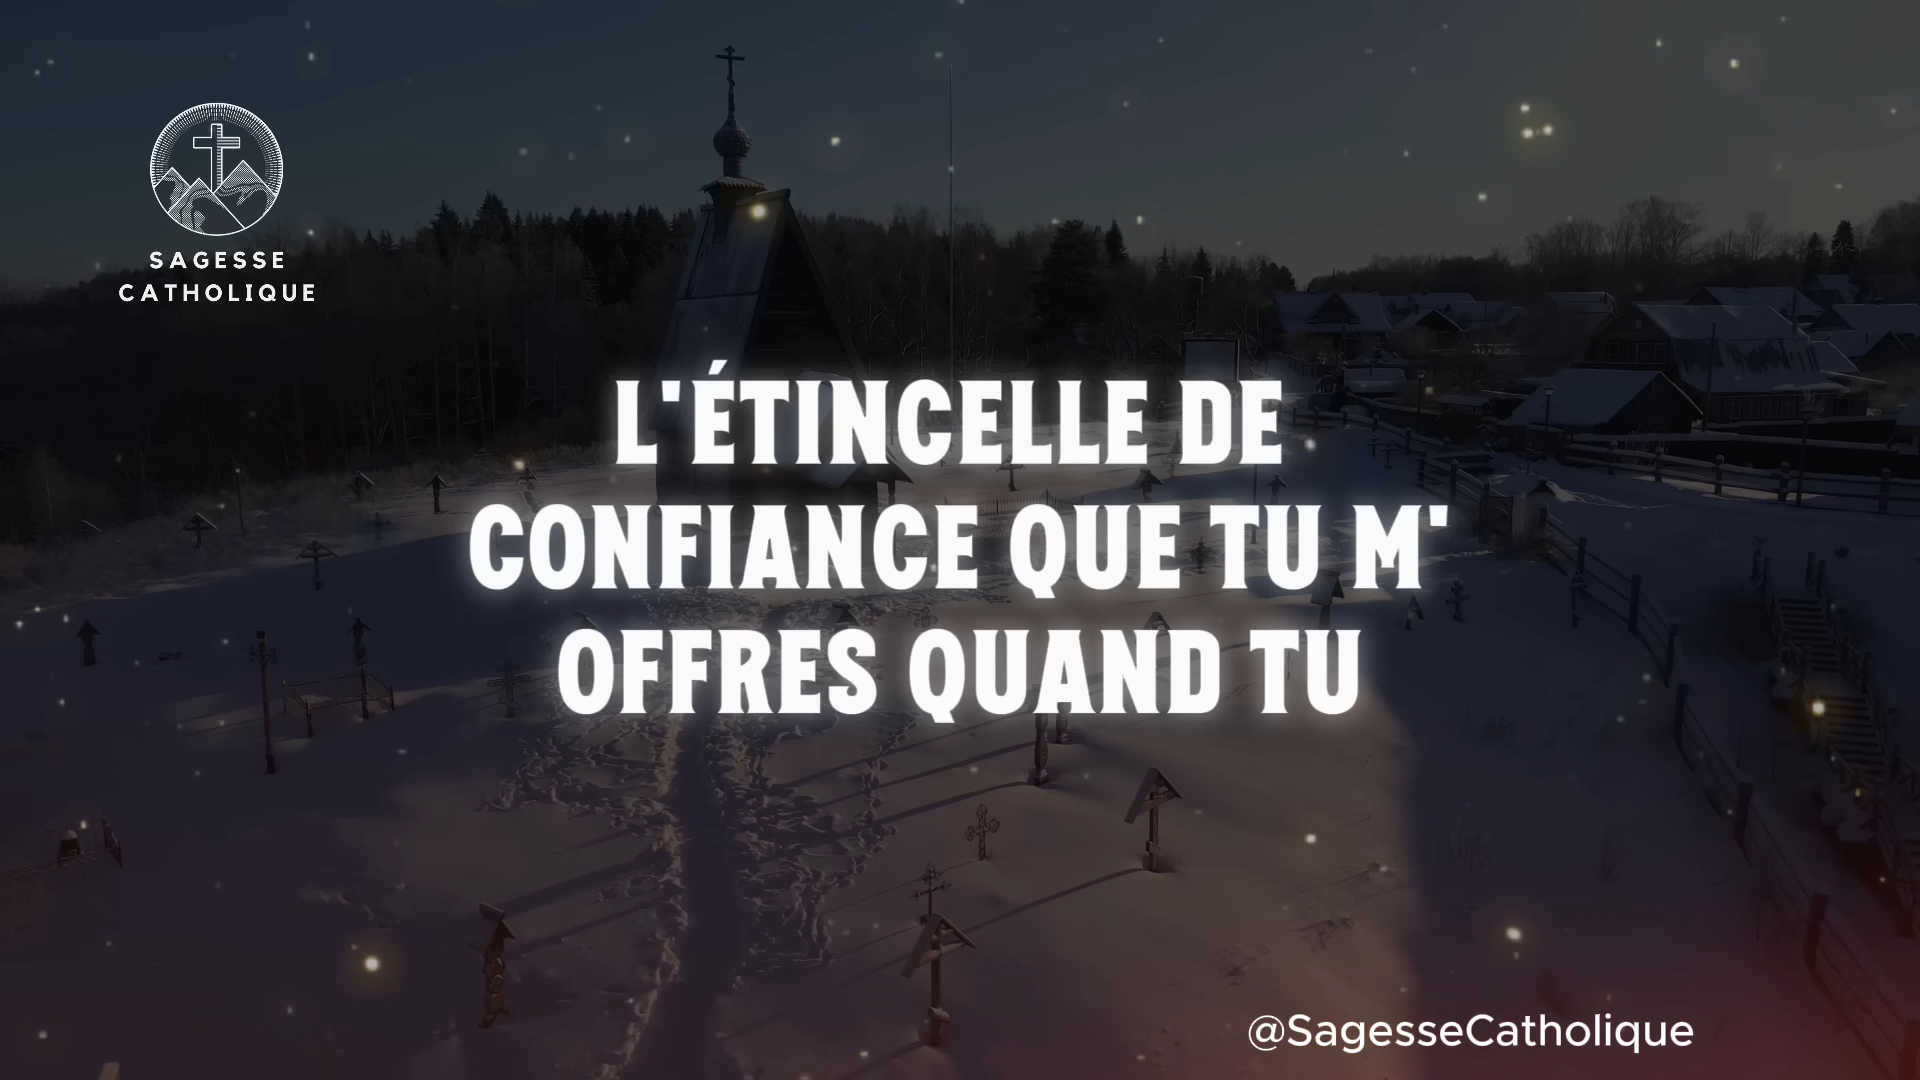 SAGESSE
CATHOLIQUE
L'ÉTINCELLE DE
CONFIANCE QUE TU M'
OFFRES QUAND TU
@SagesseCatholique